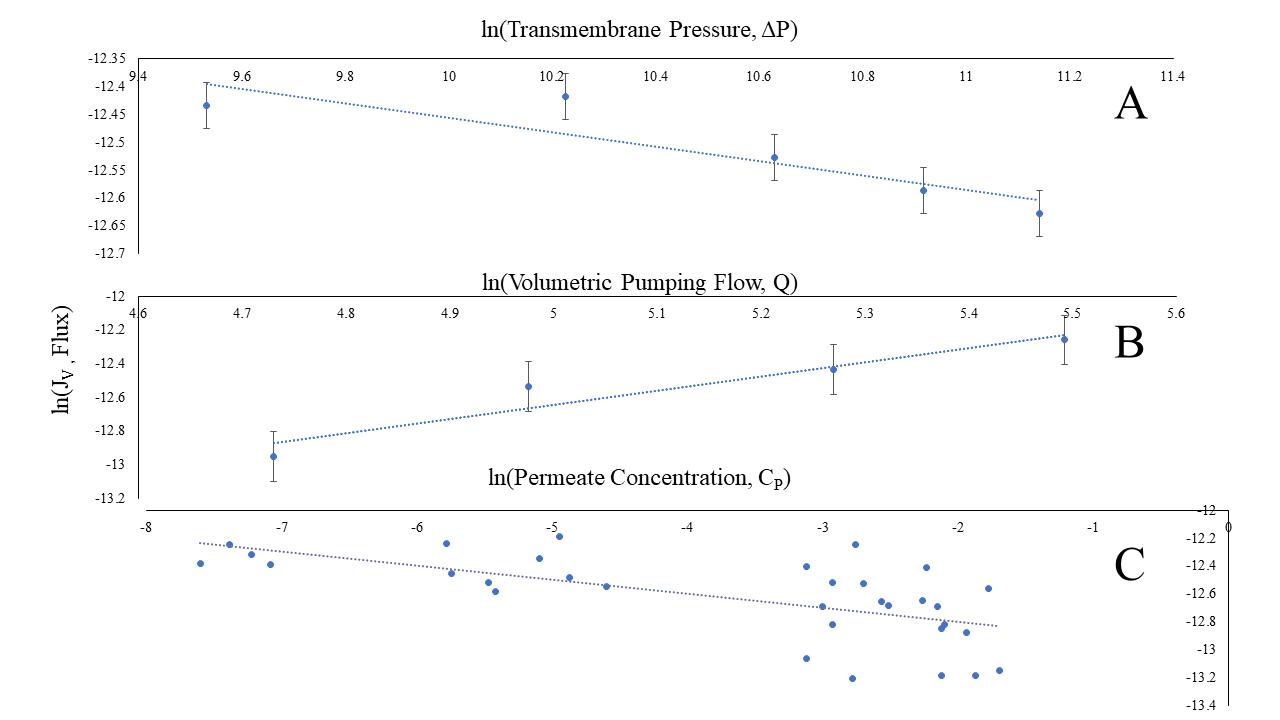 ln(Transmembrane Pressure, ΔP)
-12.35
9.4 9.6 9.8 10 10.2 10.4 10.6 10.8 11 11.2 11.4
-12.4
A
-12.45
-12.5
-12.55
-12.6
-12.65
-12.7
ln(Volumetric Pumping Flow, Q)
-12
4.6 4.7 4.8 4.9 5 5.1 5.2 5.3 5.4 5.5 5.6
-12.2
B
-12.4
-12.6
-12.8
-13
-13.2
ln(JV , Flux)
ln(Permeate Concentration, CP)
-12
-8 -7 -6 -5 -4 -3 -2 -1 0
-12.2
C
-12.4
-12.6
-12.8
-13
-13.2
-13.4